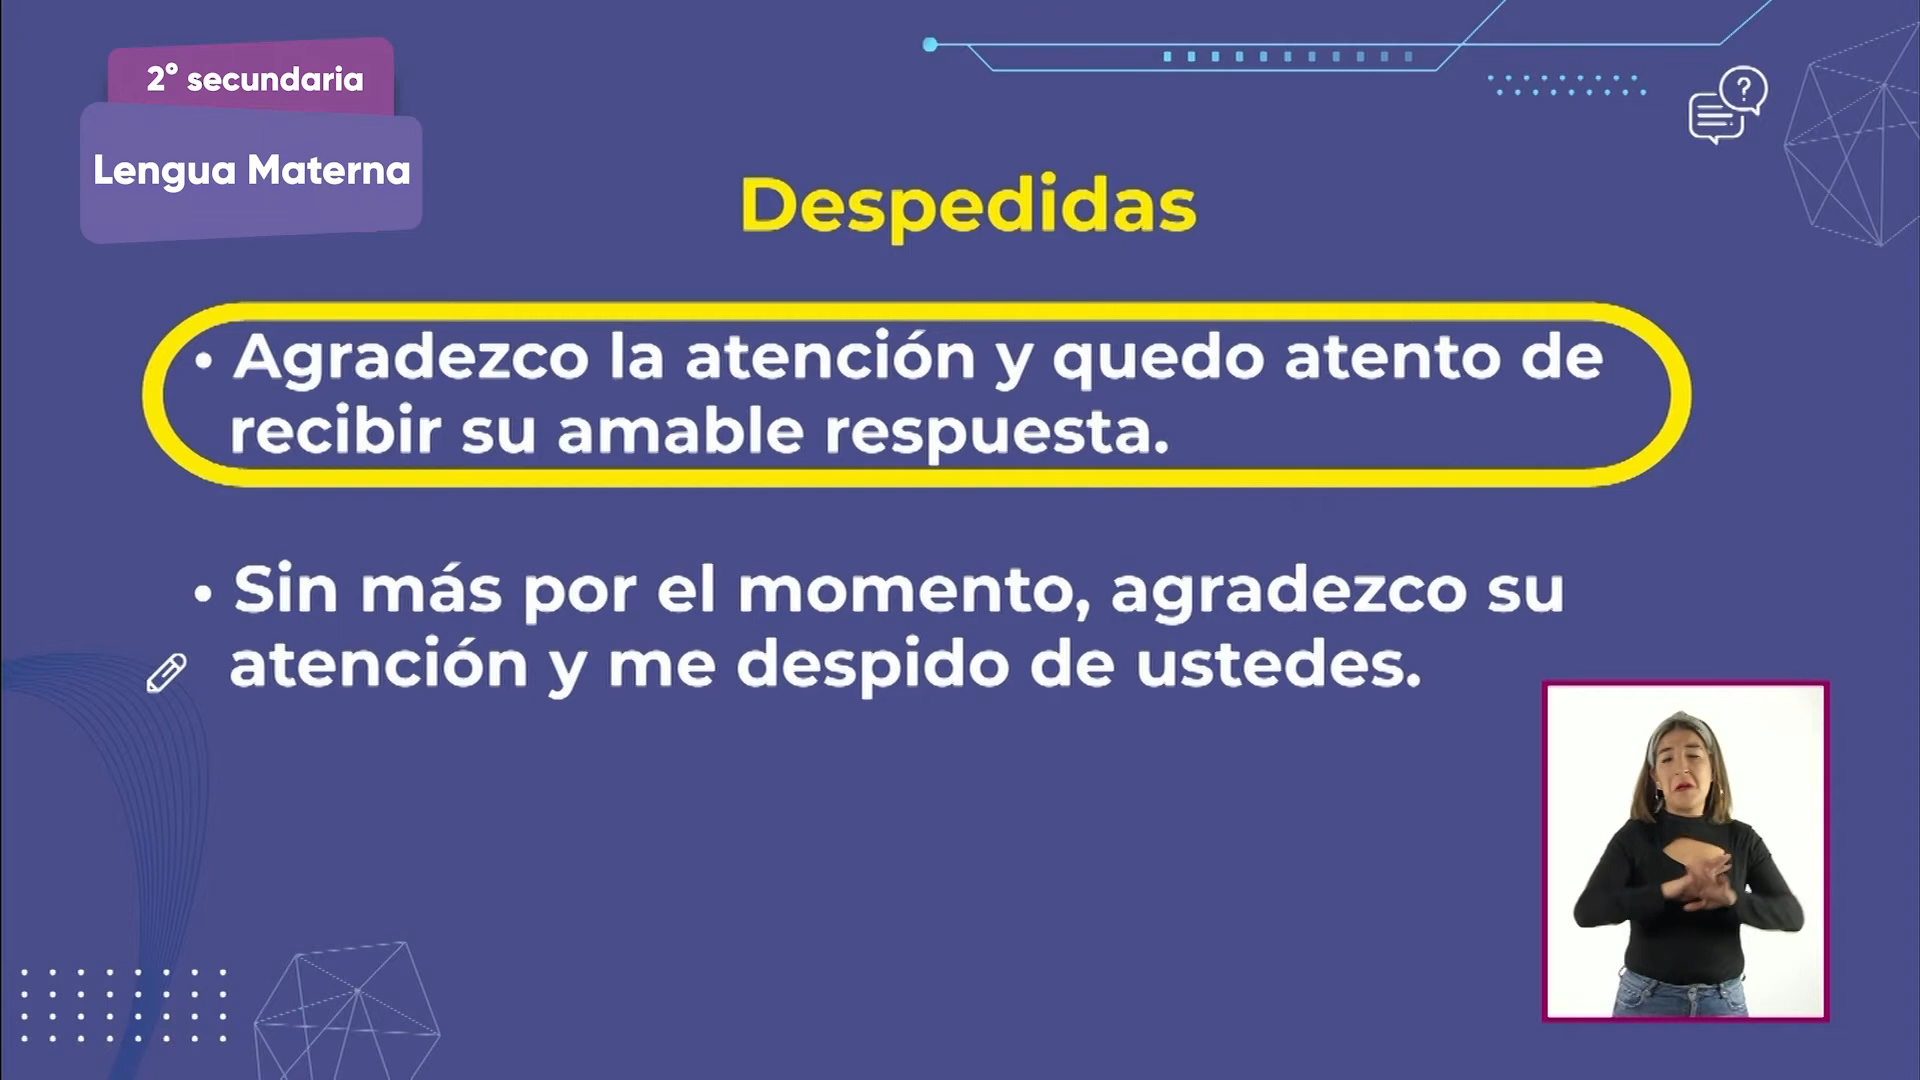 2° secundaria
Lengua Materna
Despedidas
• Agradezco la atención y quedo atento de
recibir su amable respuesta.
• Sin más por el momento, agradezco su
atención y me despido de ustedes.